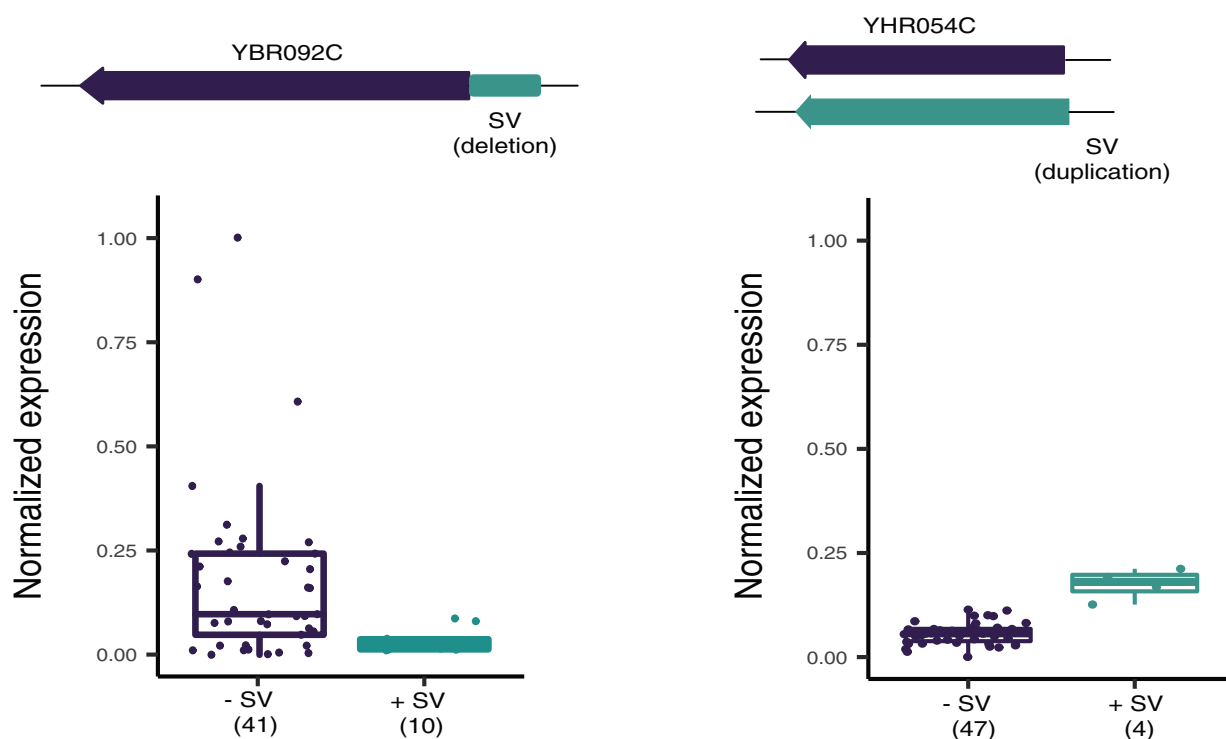 YBR092C
SV
(deletion)
Normalized expression
1.00
0.75
0.50
0.25
0.00
- SV
(41)
+ SV
(10)
YHR054C
SV
(duplication)
Normalized expression
1.00
0.75
0.50
0.25
0.00
- SV
(47)
+ SV
(4)